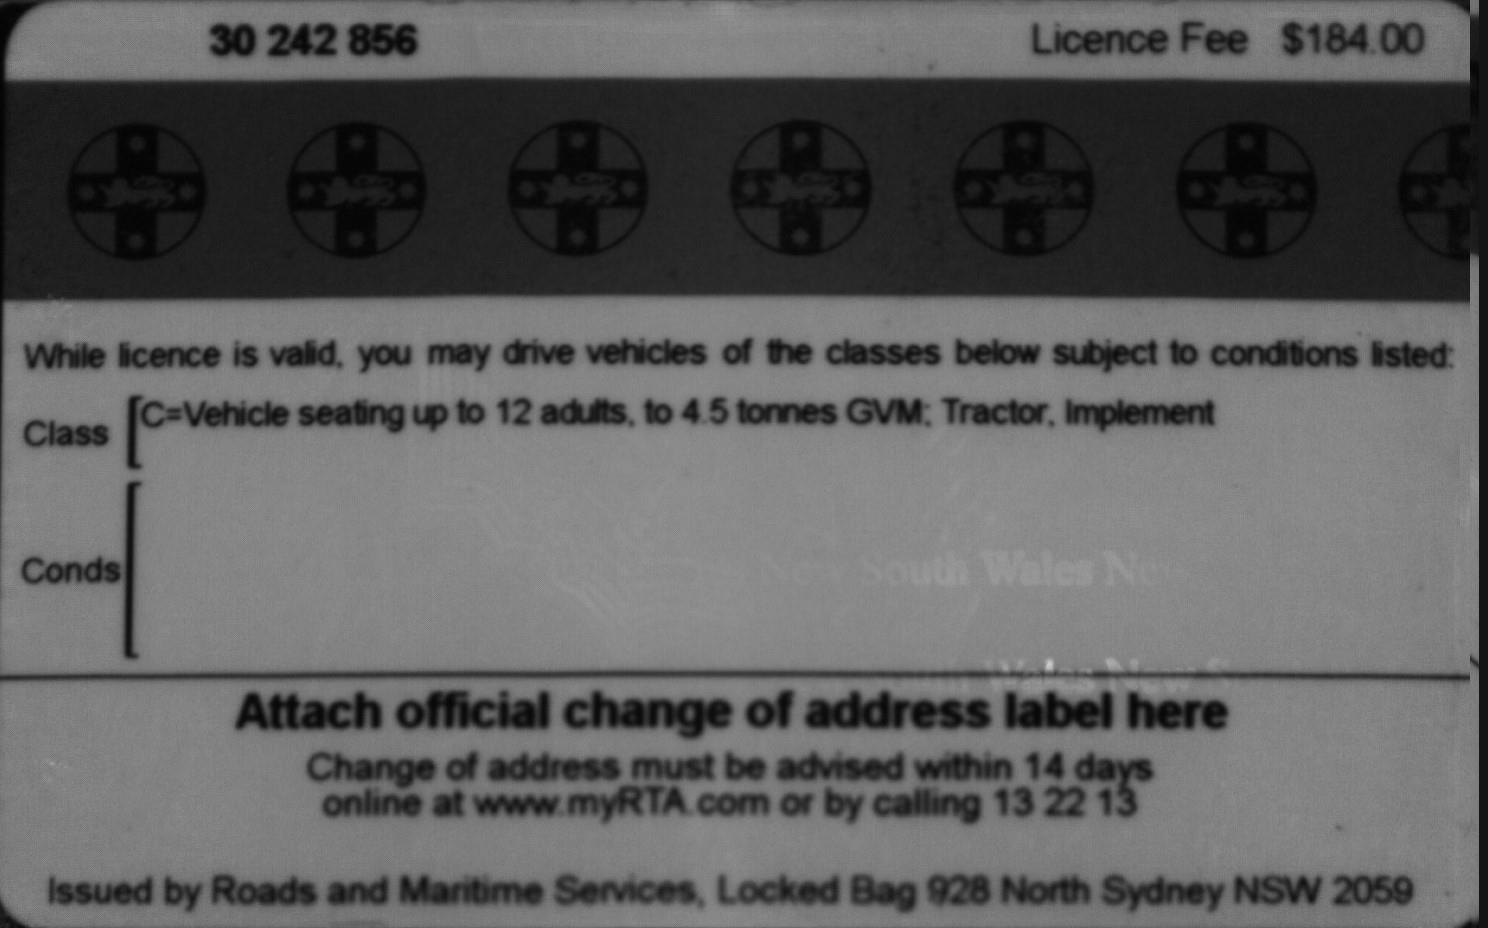 30 242 856 Licence Fee $184.00
While licence is valid, you may drive vehicles of the classes below subject to conditions listed:
Class C=Vehicle seating up to 12 adults, to 4.5 tonnes GVM; Tractor, Implement
New South Wales New
Conds
South Wales New S
Attach official change of address label here
Change of address must be advised within 14 days
online at www.myRTA.com or by calling 13 22 13
Issued by Roads and Maritime Services, Locked Bag 928 North Sydney NSW 2059